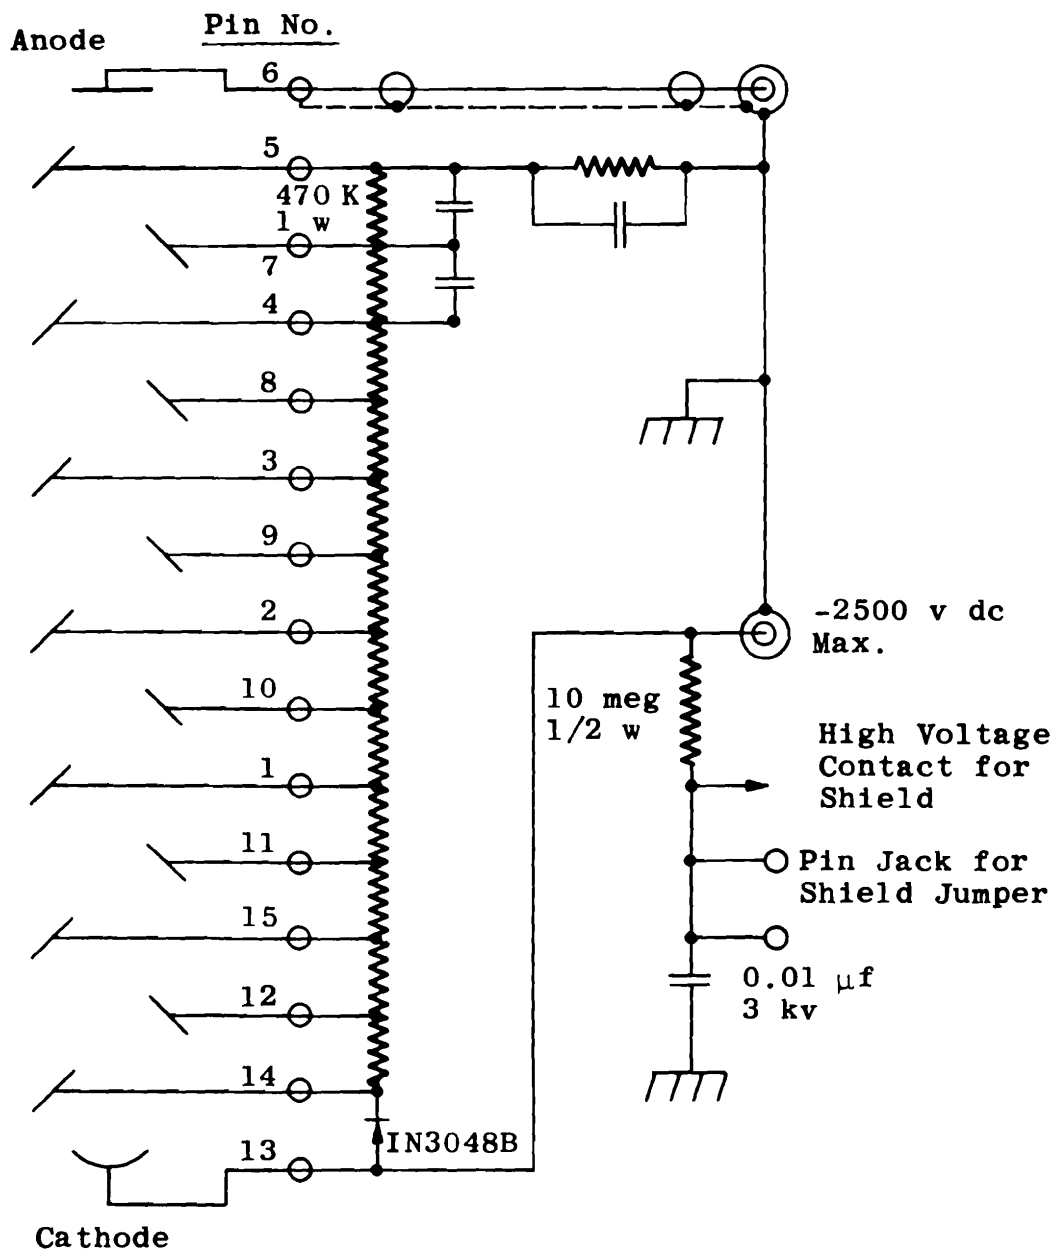 Pin No.
Anode
6
5
470 K
1 w
7
4
8
3
9
2
-2500 v dc
Max.
10
10 meg
1/2 w
High Voltage
Contact for
Shield
1
11
Pin Jack for
Shield Jumper
15
0.01 μf
3 kv
12
14
IN3048B
13
Cathode